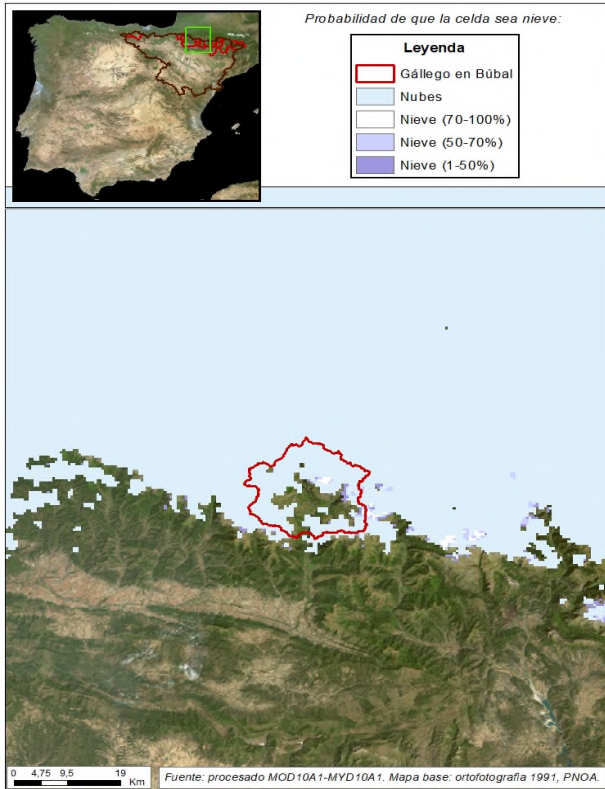 Probabilidad de que la celda sea nieve:
Leyenda
Gállego en Búbal
Nubes
Nieve (70-100%)
Nieve (50-70%)
Nieve (1-50%)
0 4,75 9,5 19
Km
Fuente: procesado MOD10A1-MYD10A1. Mapa base: ortofotografía 1991, PNOA.